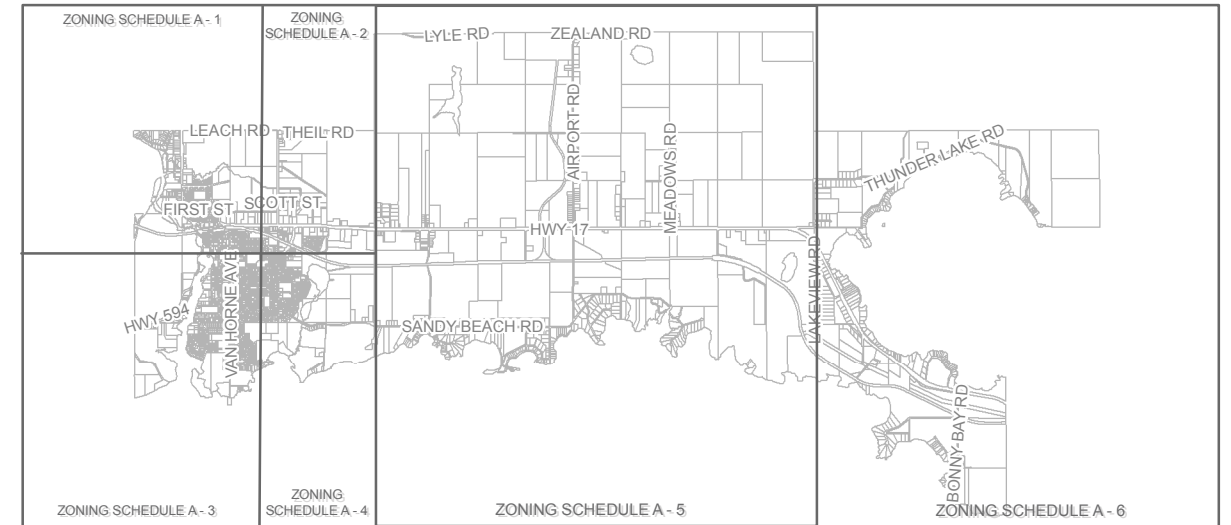 ZONING SCHEDULE A - 1
ZONING
SCHEDULE A - 2
LYLE RD
ZEALAND RD
AIRPORT RD
MEADOWS RD
LEACH RD
THEIL RD
THUNDER LAKE RD
FIRST ST
SCOTT ST
HWY 17
VAN HORNE AVE
HWY 594
SANDY BEACH RD
LAKEVIEW RD
BONNY BAY RD
ZONING SCHEDULE A - 3
ZONING
SCHEDULE A - 4
ZONING SCHEDULE A - 5
ZONING SCHEDULE A - 6